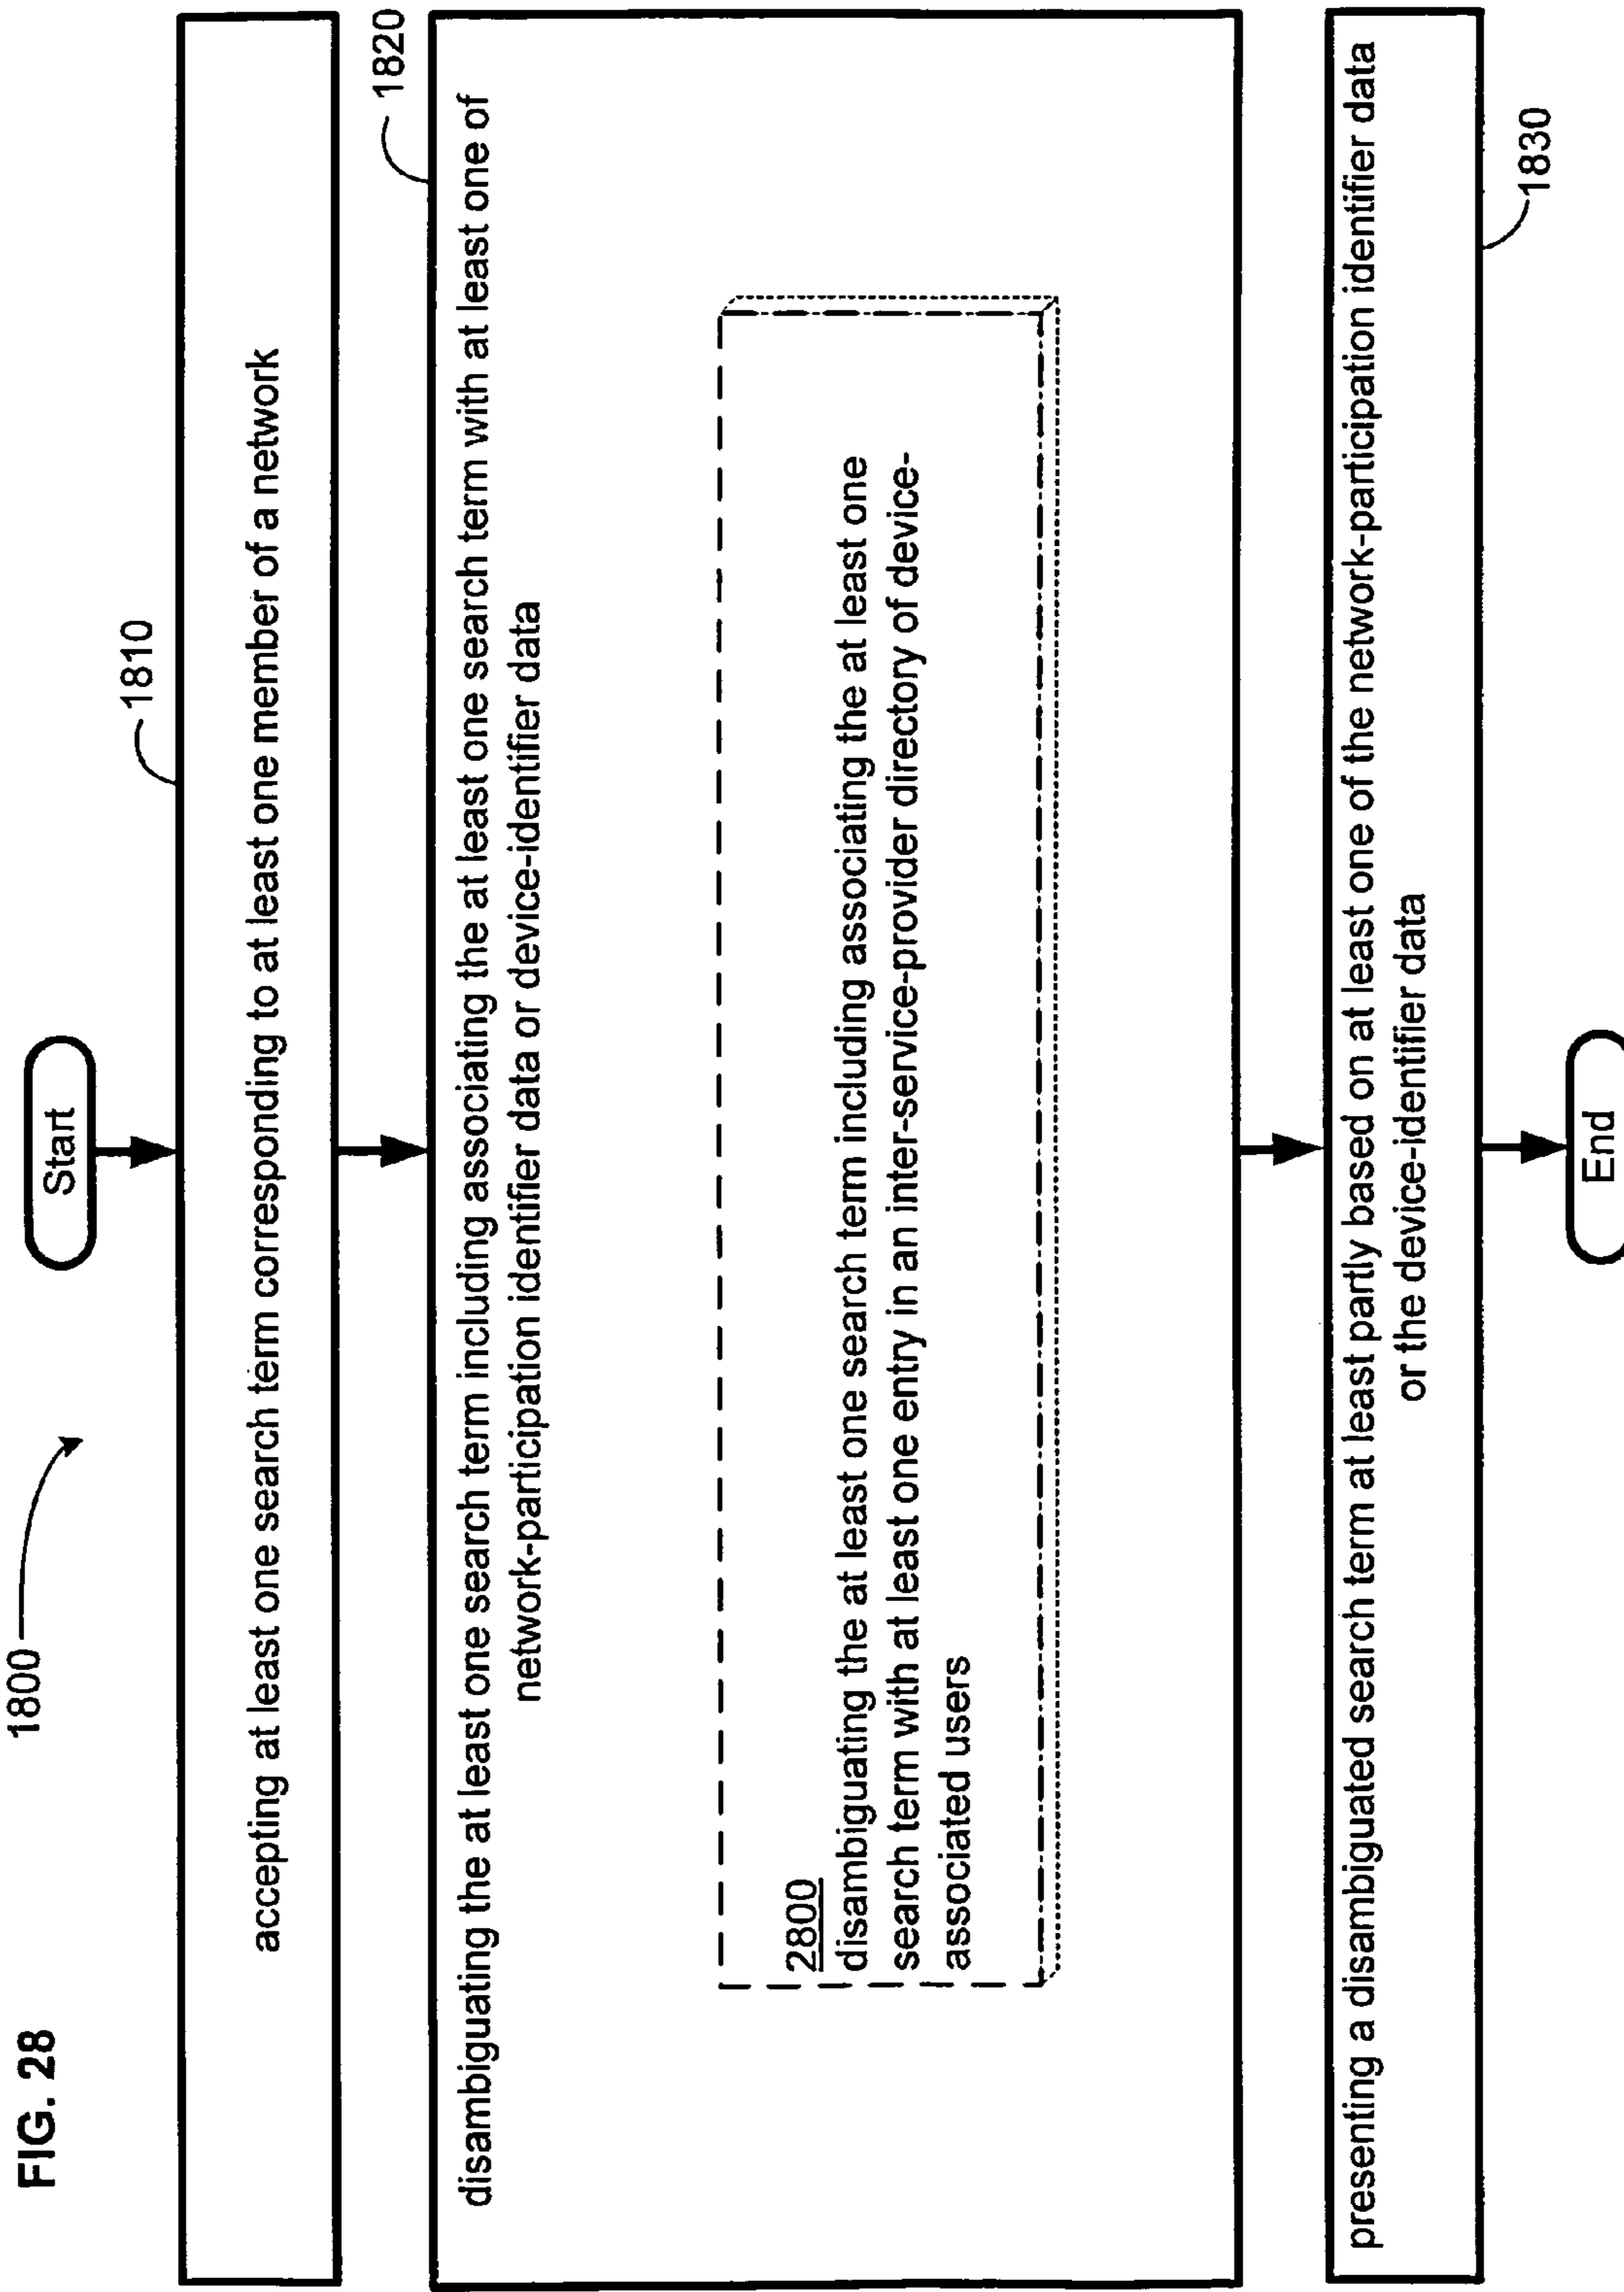 FIG. 28
1800
Start
1810
accepting at least one search term corresponding to at least one member of a network
1820
disambiguating the at least one search term including associating the at least one search term with at least one of
network-participation identifier data or device-identifier data
2800
disambiguating the at least one search term including associating the at least one
search term with at least one entry in an inter-service-provider directory of device-
associated users
presenting a disambiguated search term at least partly based on at least one of the network-participation identifier data
or the device-identifier data
1830
End